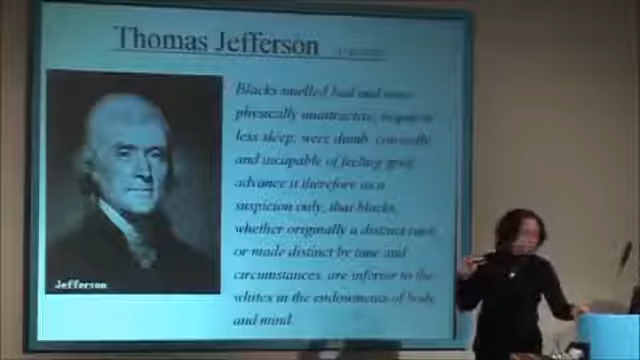 Thomas Jefferson
Blacks smelled bad and were
physically unattractive, required
less sleep, were dumb, cowardly
and incapable of feeling grief.
advance it therefore as a
suspicion only, that blacks,
whether originally a distinct race,
or made distinct by time and
circumstances, are inferior to the
whites in the endowments of body
and mind.
Jefferson